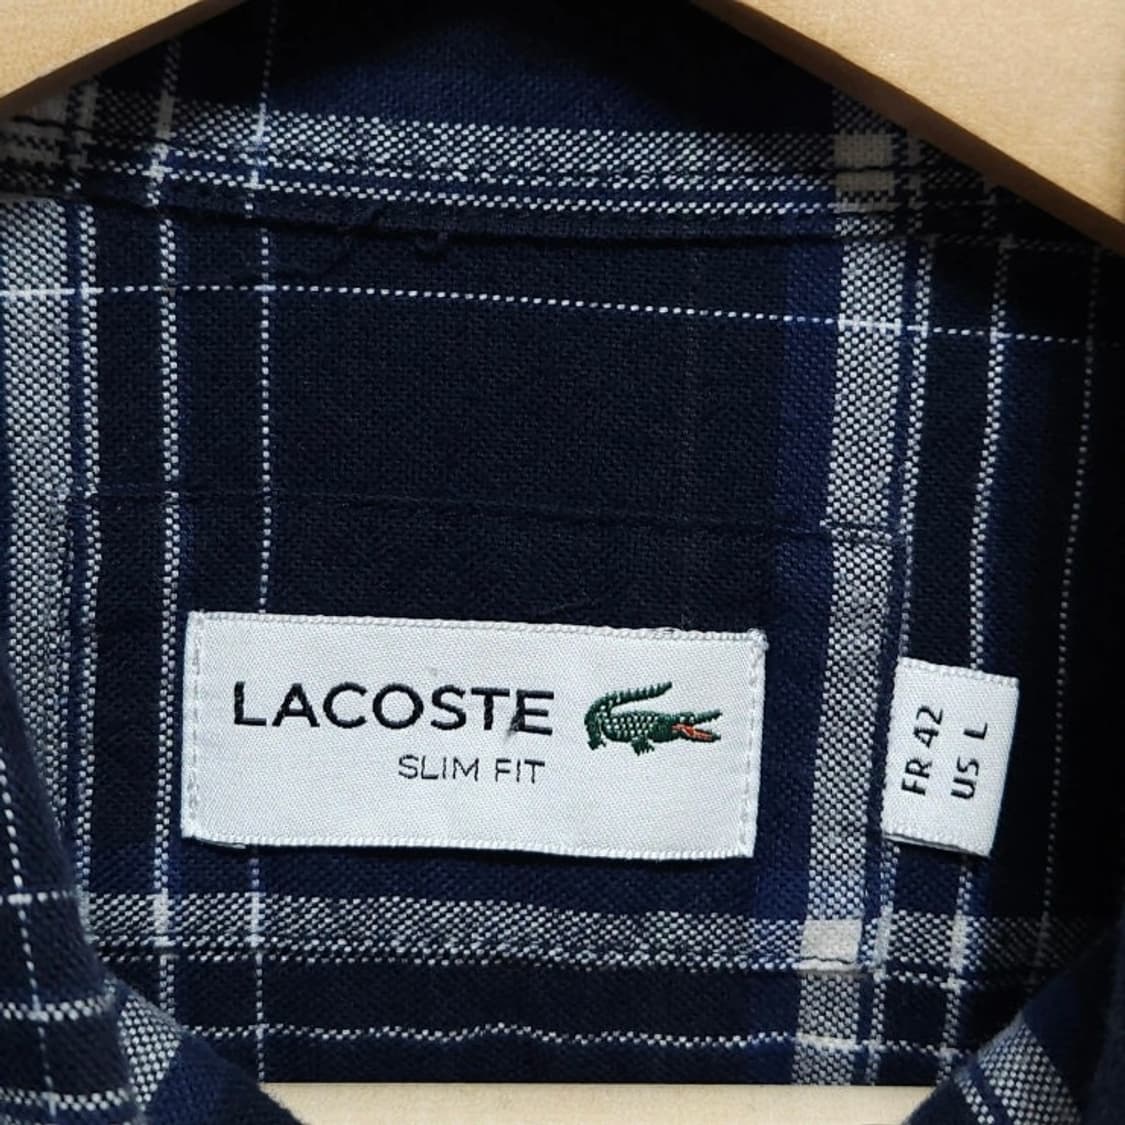 LACOSTE
SLIM FIT
FR 42
US L